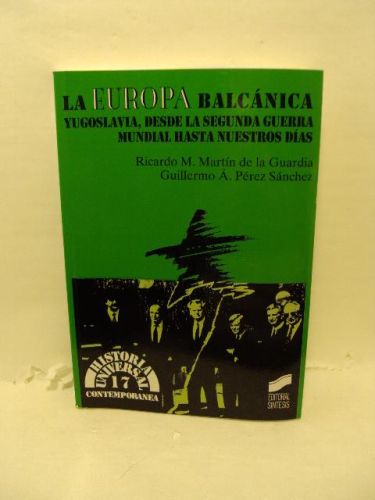 LA EUROPA BALCÁNICA
YUGOSLAVIA, DESDE LA SEGUNDA GUERRA
MUNDIAL HASTA NUESTROS DÍAS
Ricardo M. Martín de la Guardia
Guillermo Á. Pérez Sánchez
HISTORIA
UNIVERSAL
17
CONTEMPORANEA
EDITORIAL
SINTESIS